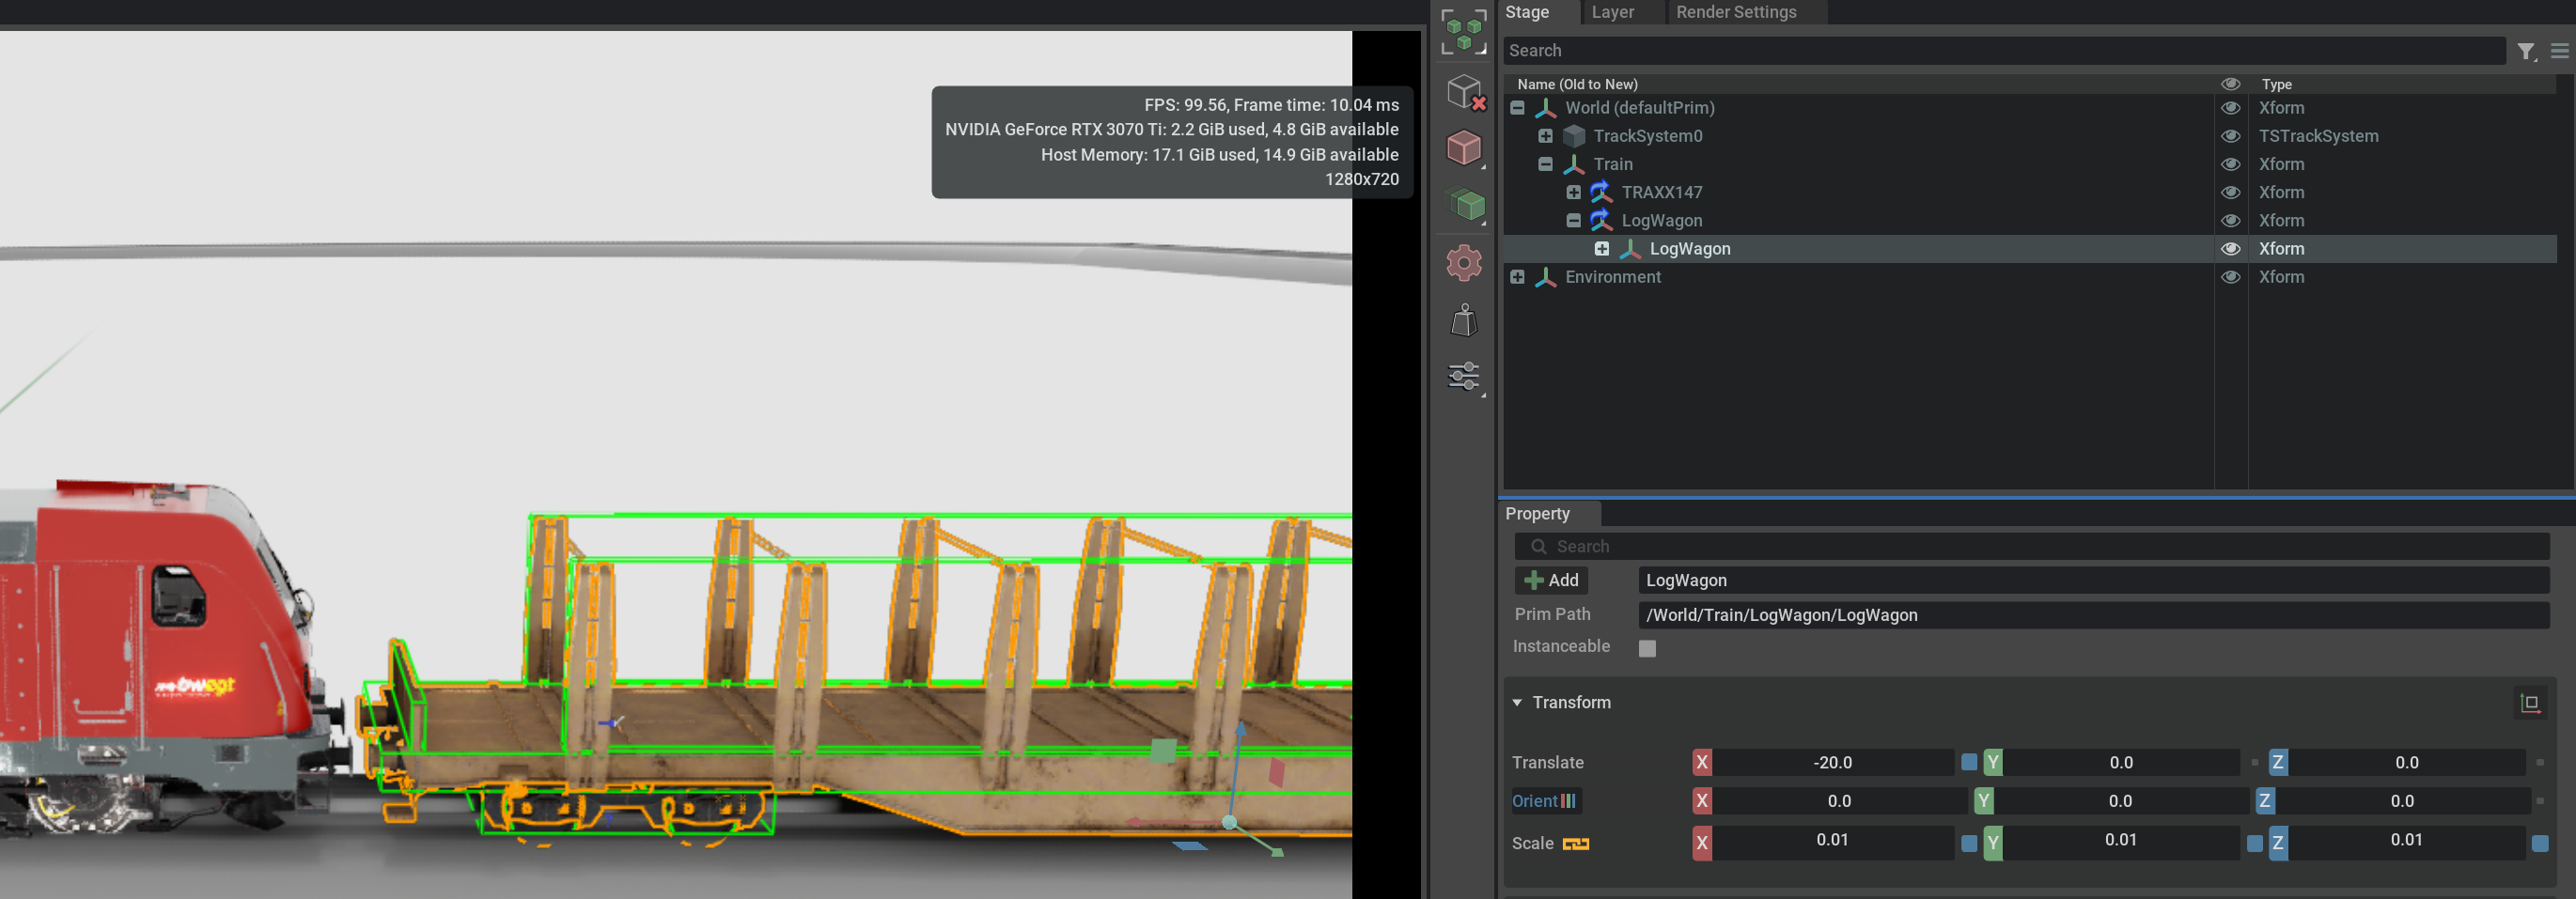 Stage Layer Render Settings
Search
Name (Old to New) Type
World (defaultPrim) Xform
TrackSystem0 TSTrackSystem
Train Xform
TRAXX147 Xform
LogWagon Xform
LogWagon Xform
Environment Xform
FPS: 99.56, Frame time: 10.04 ms
NVIDIA GeForce RTX 3070 Ti: 2.2 GiB used, 4.8 GiB available
Host Memory: 17.1 GiB used, 14.9 GiB available
1280x720
Property
Search
Add LogWagon
Prim Path /World/Train/LogWagon/LogWagon
Instanceable
Transform
Translate X -20.0 Y 0.0 Z 0.0
Orient X 0.0 Y 0.0 Z 0.0
Scale X 0.01 Y 0.01 Z 0.01